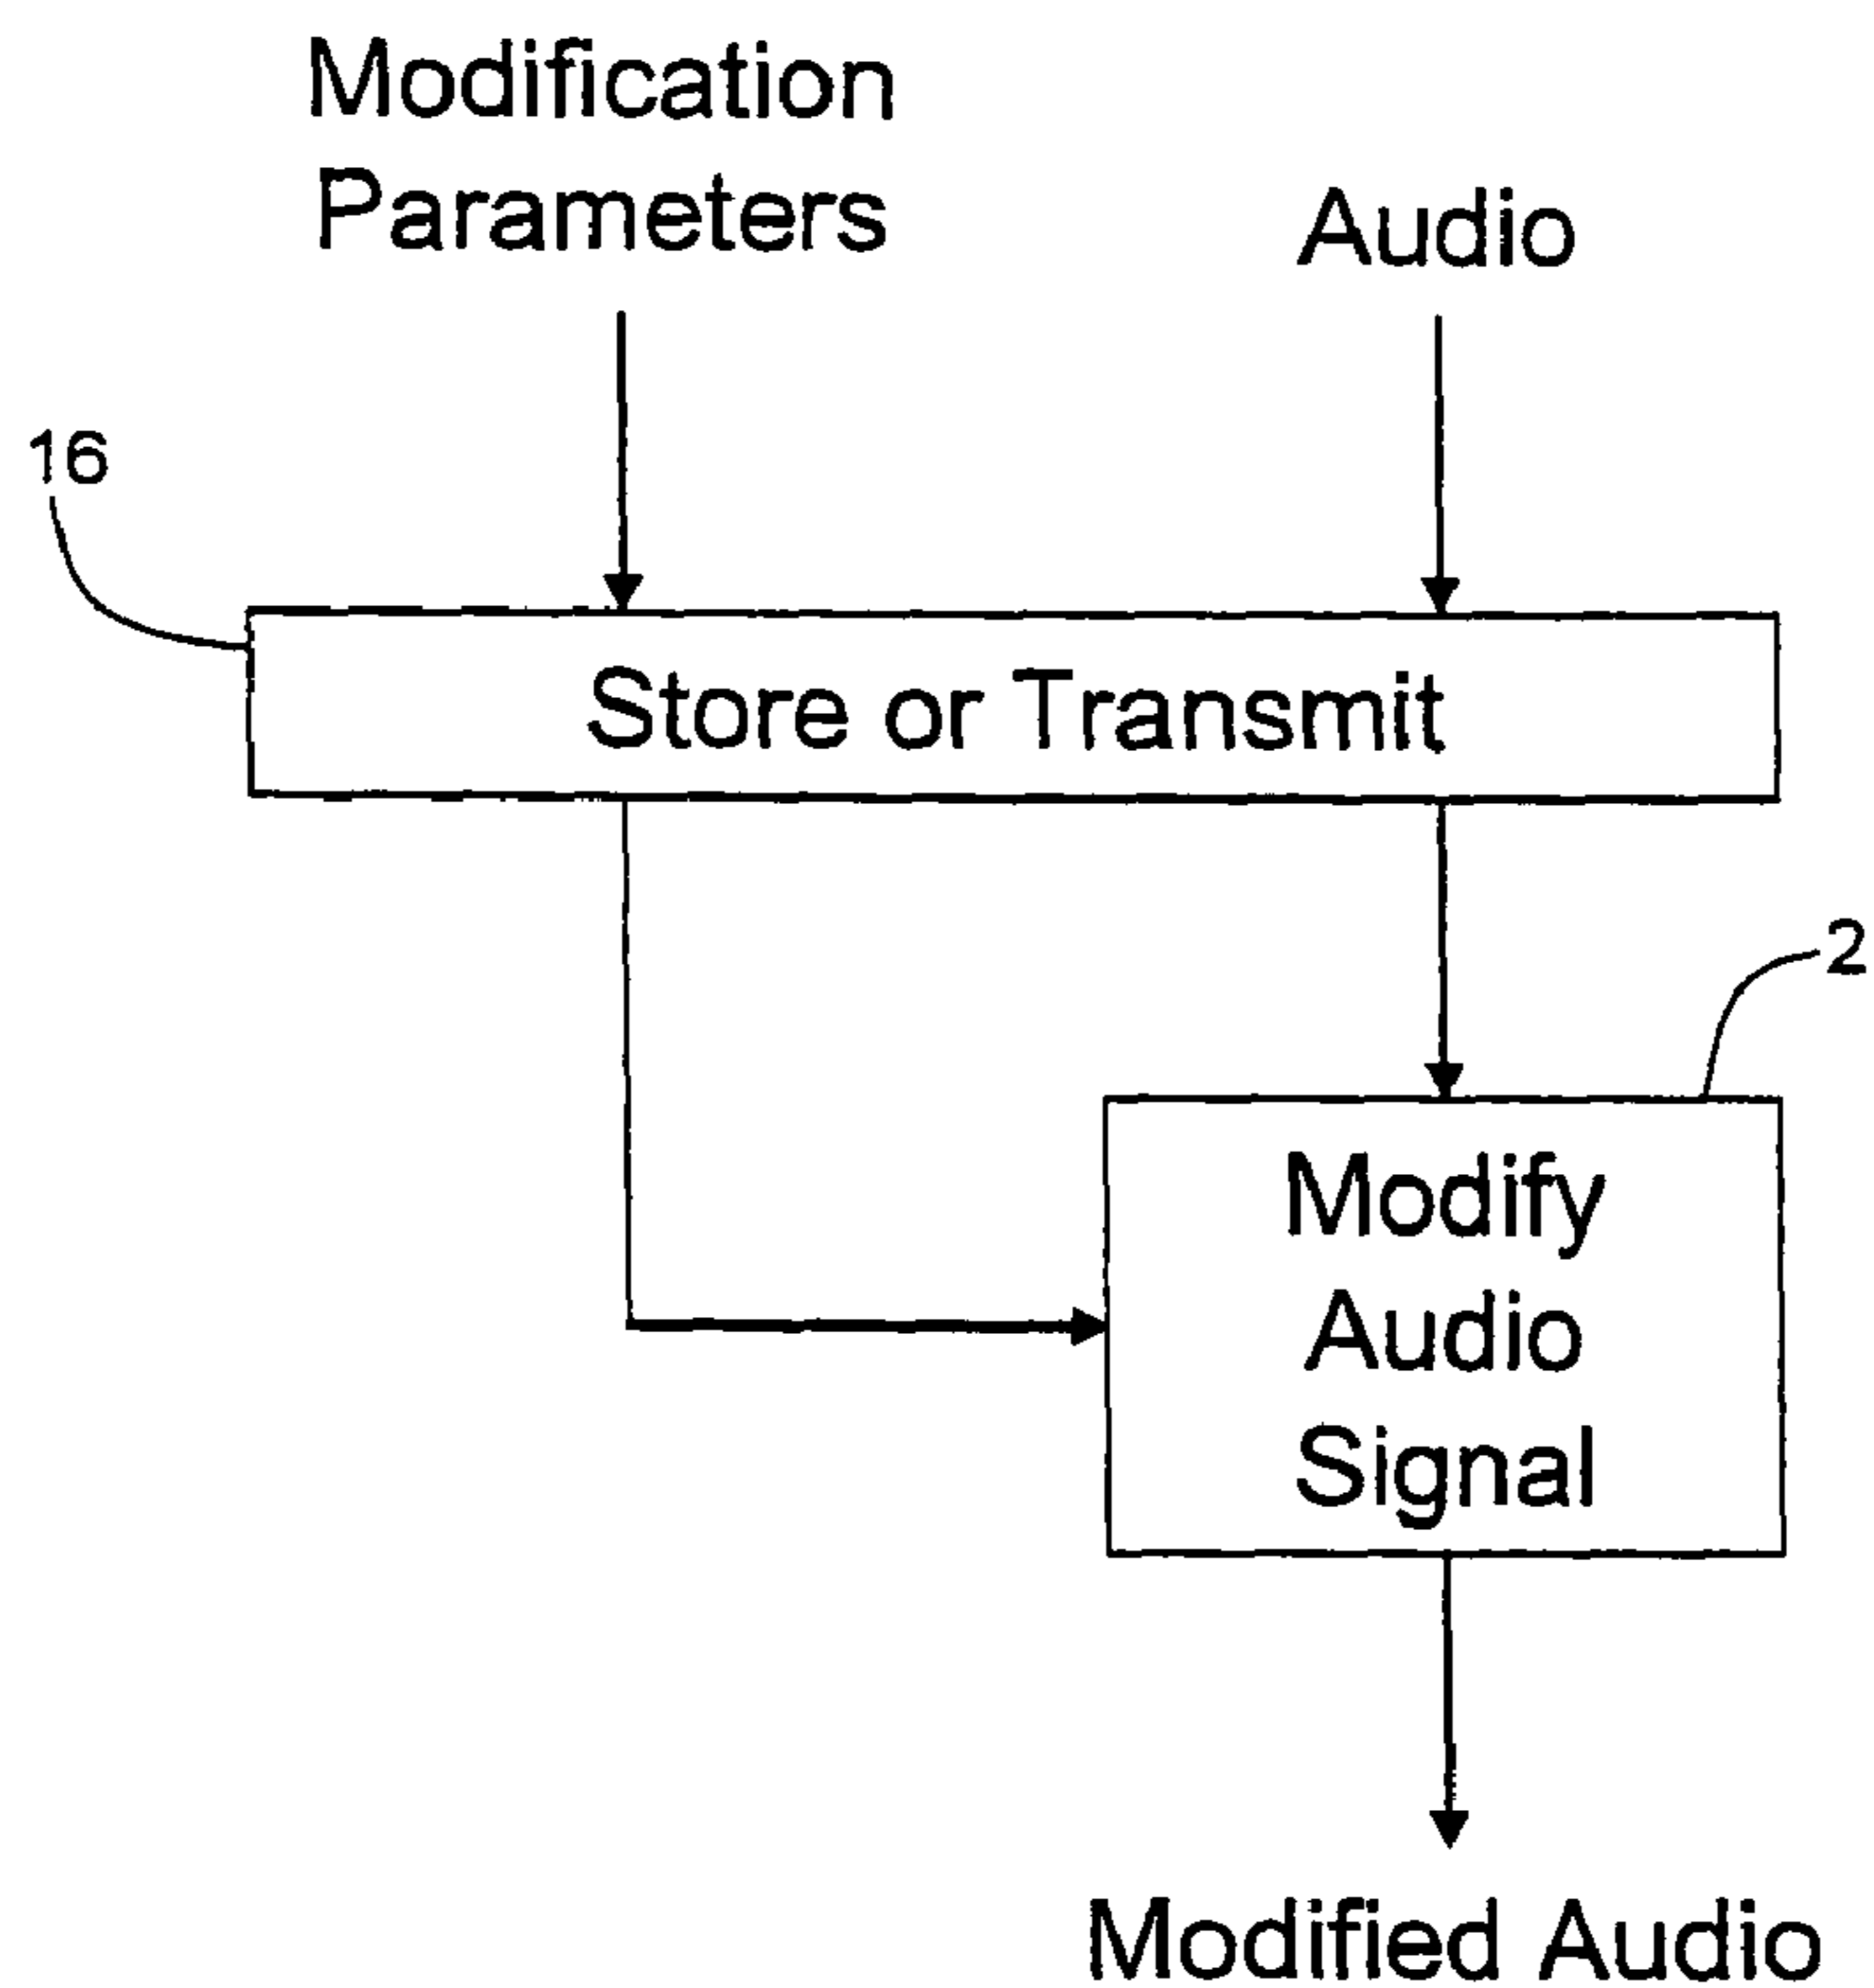 Modification
Parameters
Audio
16
Store or Transmit
2
Modify
Audio
Signal
Modified Audio